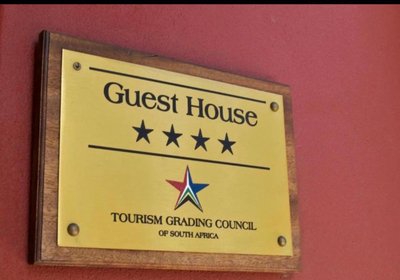 Guest House
★★★★
TOURISM GRADING COUNCIL
OF SOUTH AFRICA